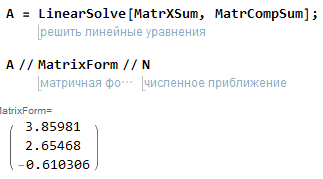 A = LinearSolve[MatrXSum, MatrCompSum];
решить линейные уравнения
A // MatrixForm // N
матричная фо⋯ численное приближение
MatrixForm=
3.85981
2.65468
-0.610306